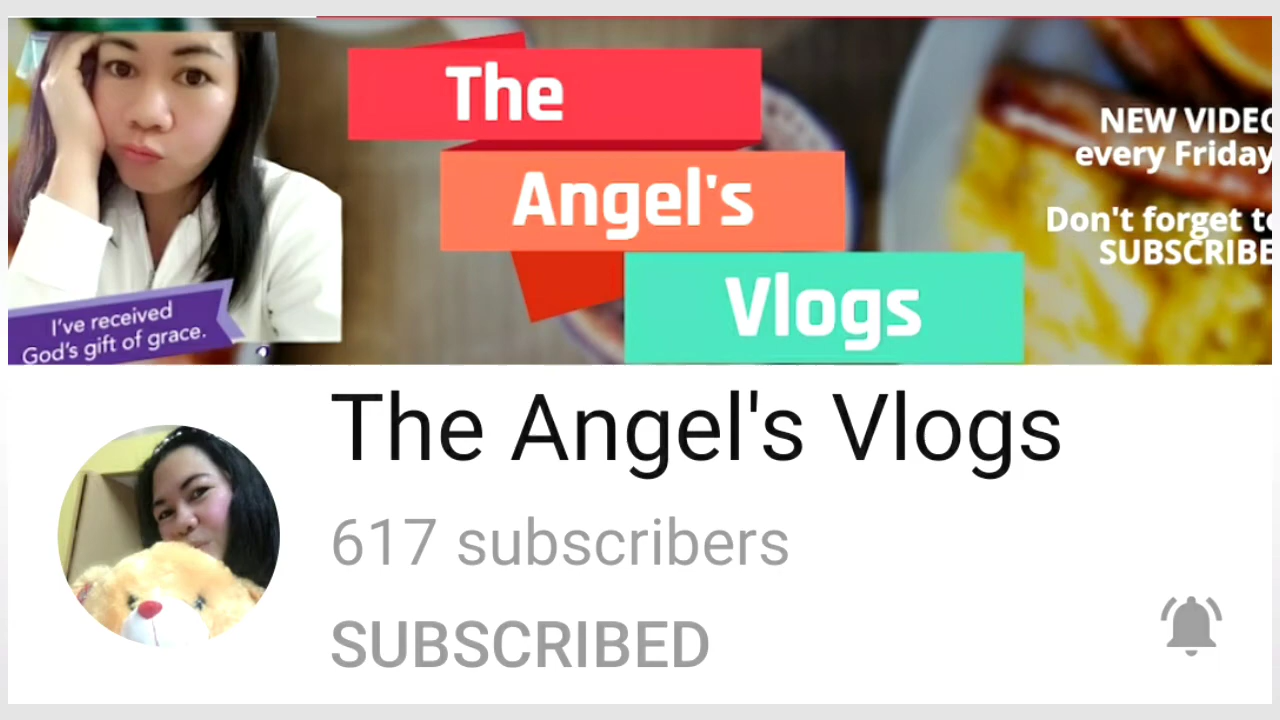 The
Angel's
Vlogs
NEW VIDEO
every Friday
Don't forget to
SUBSCRIBE
I've received
God's gift of grace.
The Angel's Vlogs
617 subscribers
SUBSCRIBED